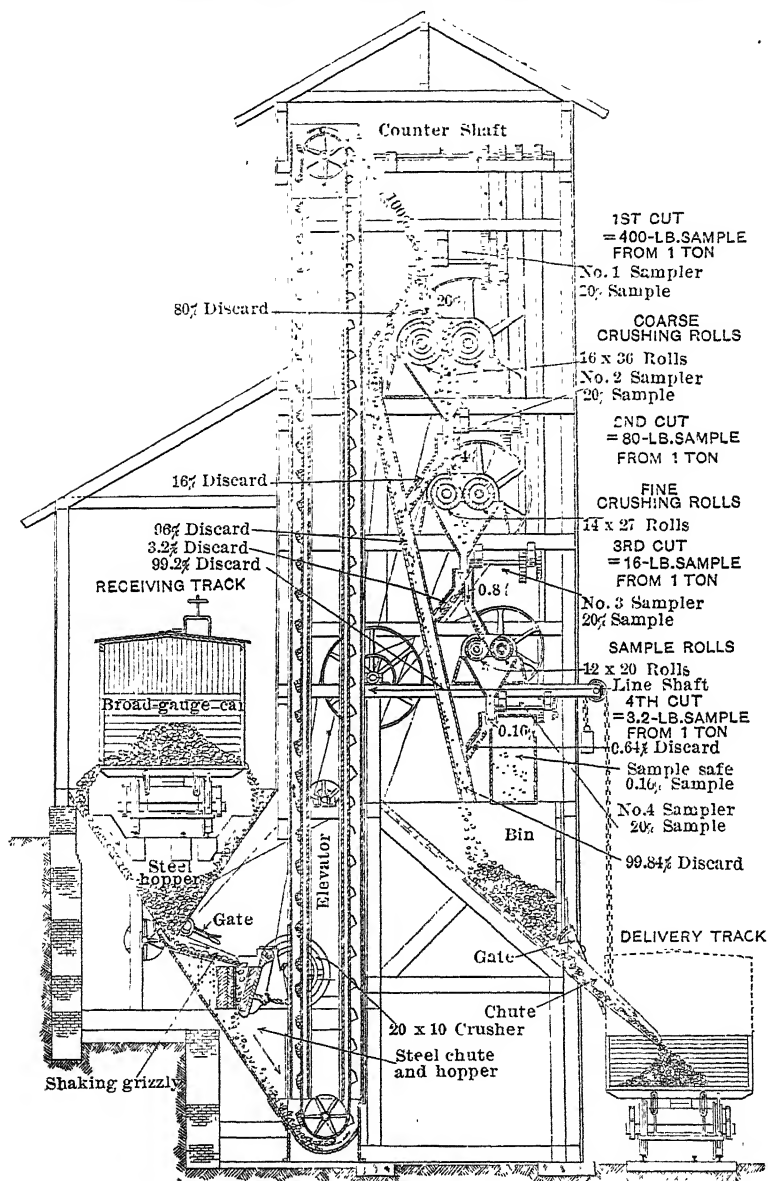 Counter Shaft
100%
1ST CUT
=400-LB.SAMPLE
FROM 1 TON
No. 1 Sampler
20% Sample
80% Discard
20%
COARSE
CRUSHING ROLLS
16 x 36 Rolls
No. 2 Sampler
20% Sample
2ND CUT
=80-LB.SAMPLE
FROM 1 TON
4%
16% Discard
FINE
CRUSHING ROLLS
14 x 27 Rolls
96% Discard
3.2% Discard
99.2% Discard
3RD CUT
=16-LB.SAMPLE
FROM 1 TON
RECEIVING TRACK
0.8%
No. 3 Sampler
20% Sample
SAMPLE ROLLS
12 x 20 Rolls
Line Shaft
Broad-gauge-car
4TH CUT
=3.2-LB.SAMPLE
FROM 1 TON
0.16
0.64% Discard
Sample safe
0.16% Sample
No.4 Sampler
20% Sample
Bin
99.84% Discard
Steel
hopper
Elevator
Gate
DELIVERY TRACK
Gate
Chute
20 x 10 Crusher
Steel chute
and hopper
Shaking grizzly